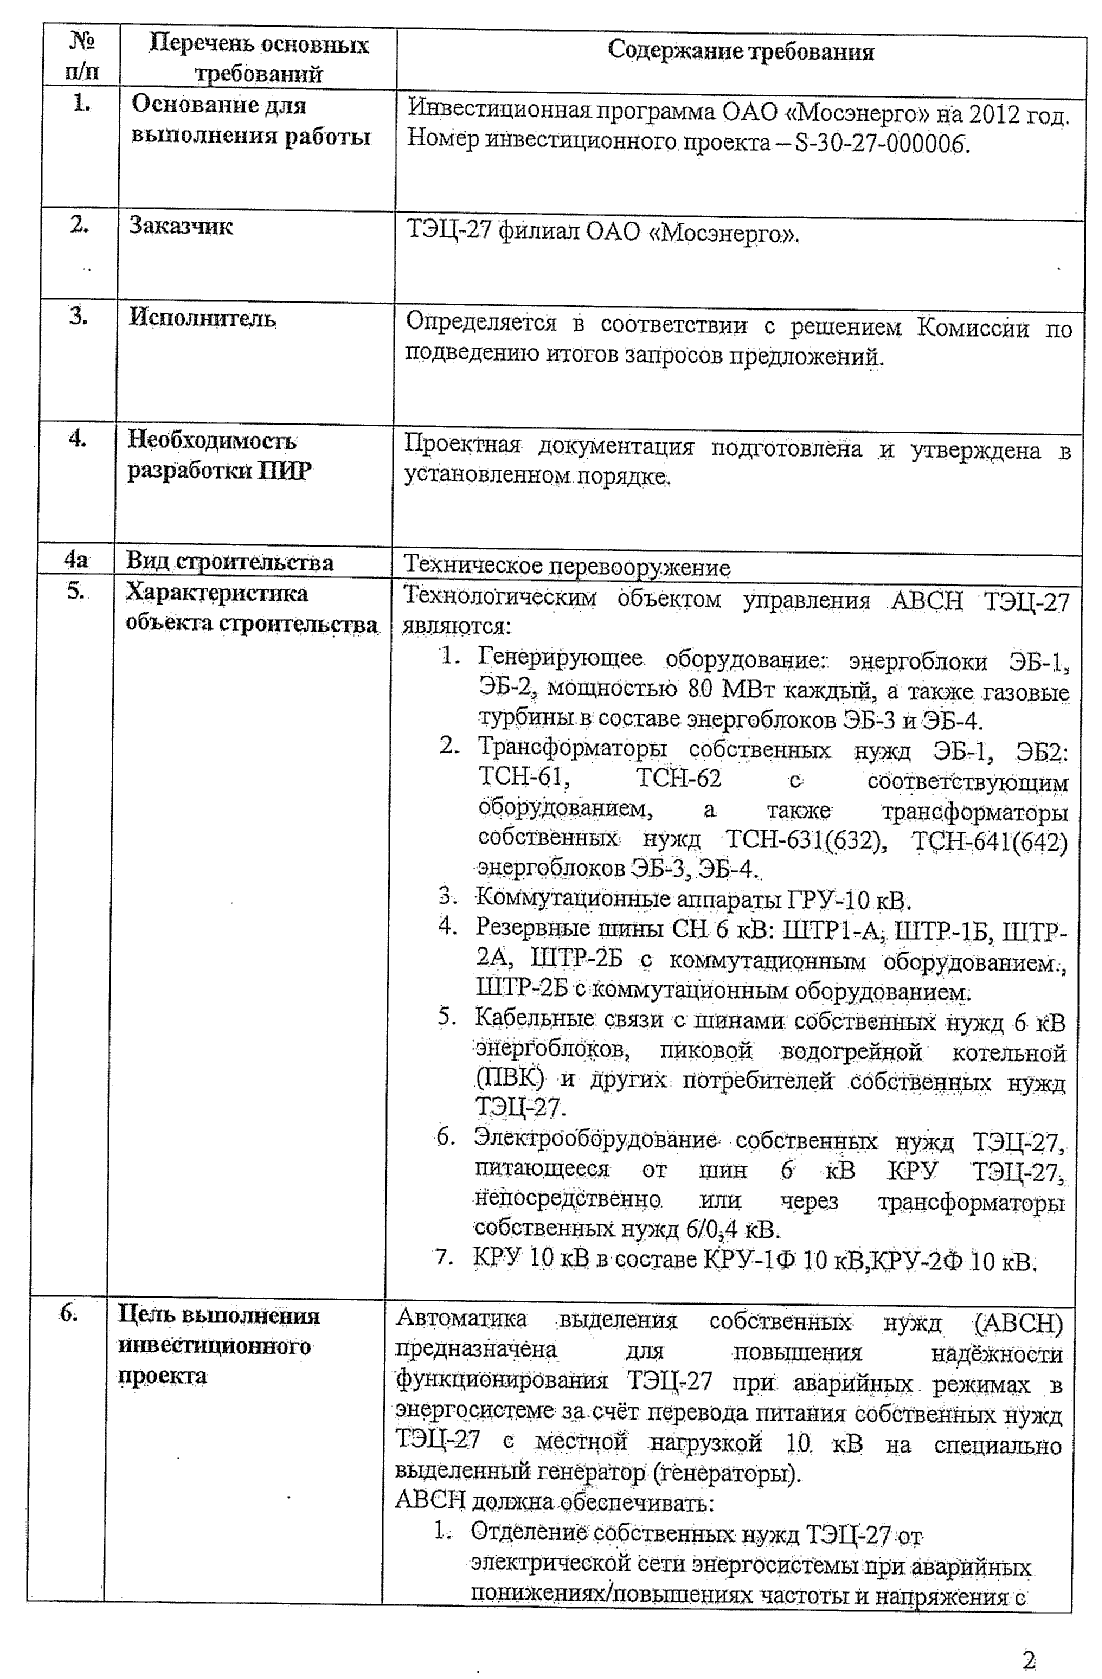 № п/п
Перечень основных требований
Содержание требования
1.
Основание для
выполнения работы
Инвестиционная программа ОАО «Мосэнерго» на 2012 год.
Номер инвестиционного проекта – S-30-27-000006.
2.
Заказчик
ТЭЦ-27 филиал ОАО «Мосэнерго».
3.
Исполнитель
Определяется в соответствии с решением Комиссии по
подведению итогов запросов предложений.
4.
Необходимость
разработки ПИР
Проектная документация подготовлена и утверждена в
установленном порядке.
4а
Вид строительства
Техническое перевооружение
5.
Характеристика
объекта строительства
Технологическим объектом управления АВСН ТЭЦ-27
являются:
1. Генерирующее оборудование: энергоблоки ЭБ-1,
ЭБ-2, мощностью 80 МВт каждый, а также газовые
турбины в составе энергоблоков ЭБ-3 и ЭБ-4.
2. Трансформаторы собственных нужд ЭБ-1, ЭБ2:
ТСН-61, ТСН-62 с соответствующим
оборудованием, а также трансформаторы
собственных нужд ТСН-631(632), ТСН-641(642)
энергоблоков ЭБ-3, ЭБ-4.
3. Коммутационные аппараты ГРУ-10 кВ.
4. Резервные шины СН 6 кВ: ШТР1-А, ШТР-1Б, ШТР-
2А, ШТР-2Б с коммутационным оборудованием.,
ШТР-2Б с коммутационным оборудованием.
5. Кабельные связи с шинами собственных нужд 6 кВ
энергоблоков, пиковой водогрейной котельной
(ПВК) и других потребителей собственных нужд
ТЭЦ-27.
6. Электрооборудование собственных нужд ТЭЦ-27,
питающееся от шин 6 кВ КРУ ТЭЦ-27,
непосредственно или через трансформаторы
собственных нужд 6/0,4 кВ.
7. КРУ 10 кВ в составе КРУ-1Ф 10 кВ,КРУ-2Ф 10 кВ.
6.
Цель выполнения
инвестиционного
проекта
Автоматика выделения собственных нужд (АВСН)
предназначена для повышения надёжности
функционирования ТЭЦ-27 при аварийных режимах в
энергосистеме за счёт перевода питания собственных нужд
ТЭЦ-27 с местной нагрузкой 10 кВ на специально
выделенный генератор (генераторы).
АВСН должна обеспечивать:
1. Отделение собственных нужд ТЭЦ-27 от
электрической сети энергосистемы при аварийных
понижениях/повышениях частоты и напряжения с
2